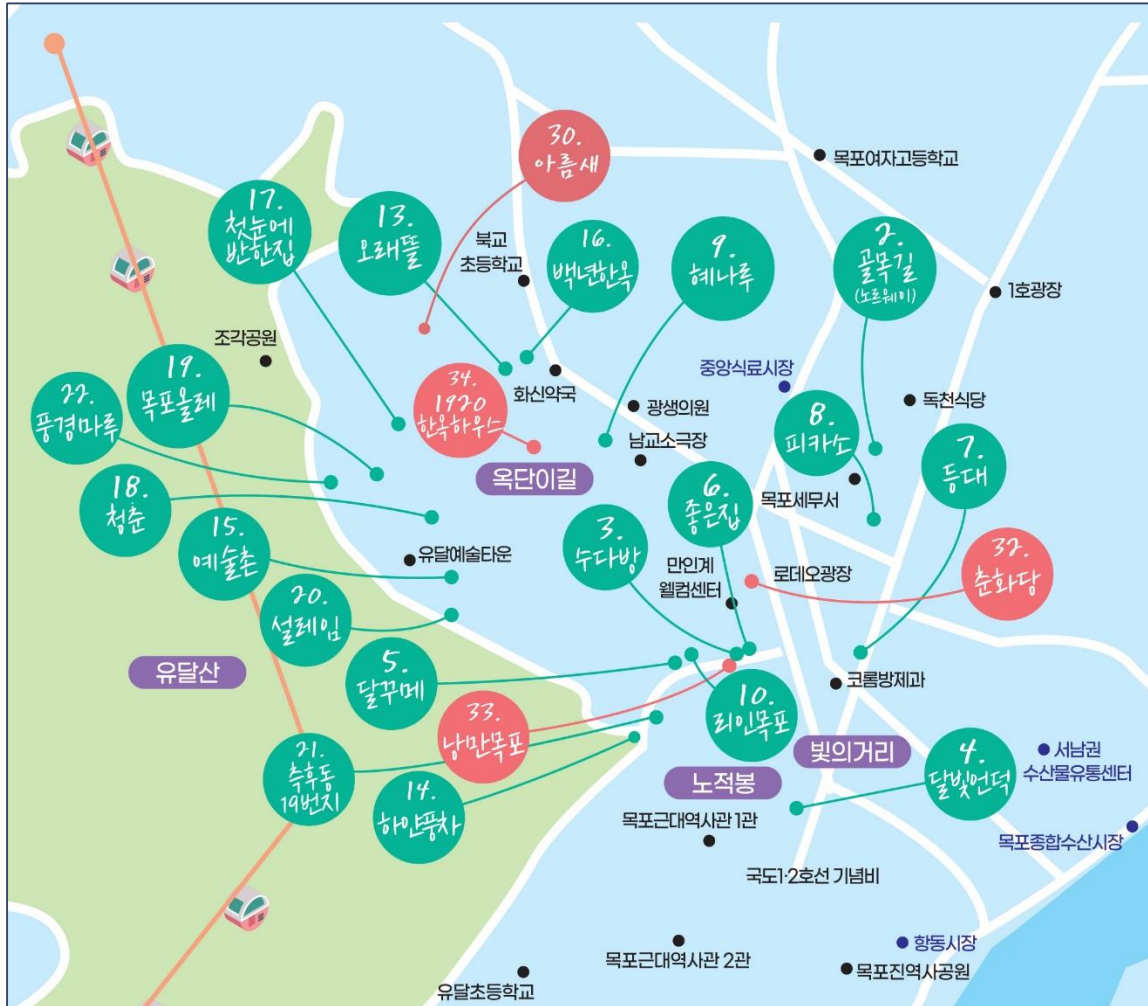 30.
아름새
목포여자고등학교
17.
첫눈에
반한집
13.
오래뜰
북교
초등학교
16.
백년한옥
9.
혜나루
2.
골목길
(노르웨이)
1호광장
조각공원
19.
목포올레
22.
풍경마루
34.
1920
한옥하우스
화신약국
광생의원
남교소극장
중앙식료시장
8.
피카소
독천식당
7.
등대
옥단이길
18.
청춘
15.
예술촌
유달예술타운
3.
수다방
6.
좋은집
목포세무서
만인계
웰컴센터
로데오광장
32.
춘화당
20.
설레임
유달산
5.
달꾸메
33.
낭만목포
10.
리인목포
코롬방제과
빛의거리
21.
측후동
19번지
14.
하얀풍차
노적봉
4.
달빛언덕
서남권
수산물유통센터
목포근대역사관 1관
목포종합수산시장
국도1·2호선 기념비
목포근대역사관 2관
항동시장
유달초등학교
목포진역사공원